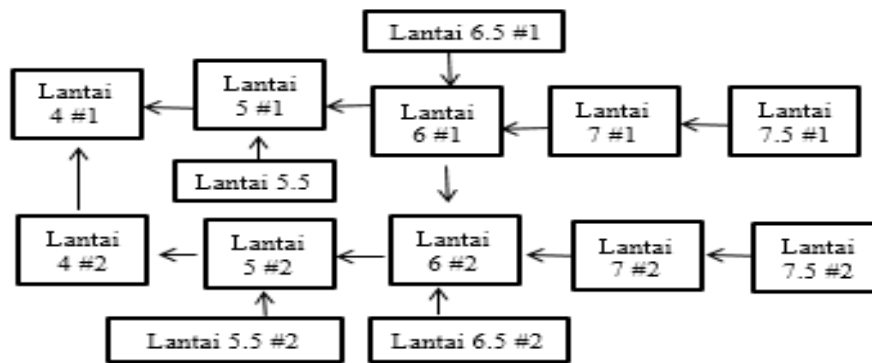 Lantai 6.5 #1
Lantai
4 #1
Lantai
5 #1
Lantai
6 #1
Lantai
7 #1
Lantai
7.5 #1
Lantai 5.5
Lantai
4 #2
Lantai
5 #2
Lantai
6 #2
Lantai
7 #2
Lantai
7.5 #2
Lantai 5.5 #2
Lantai 6.5 #2